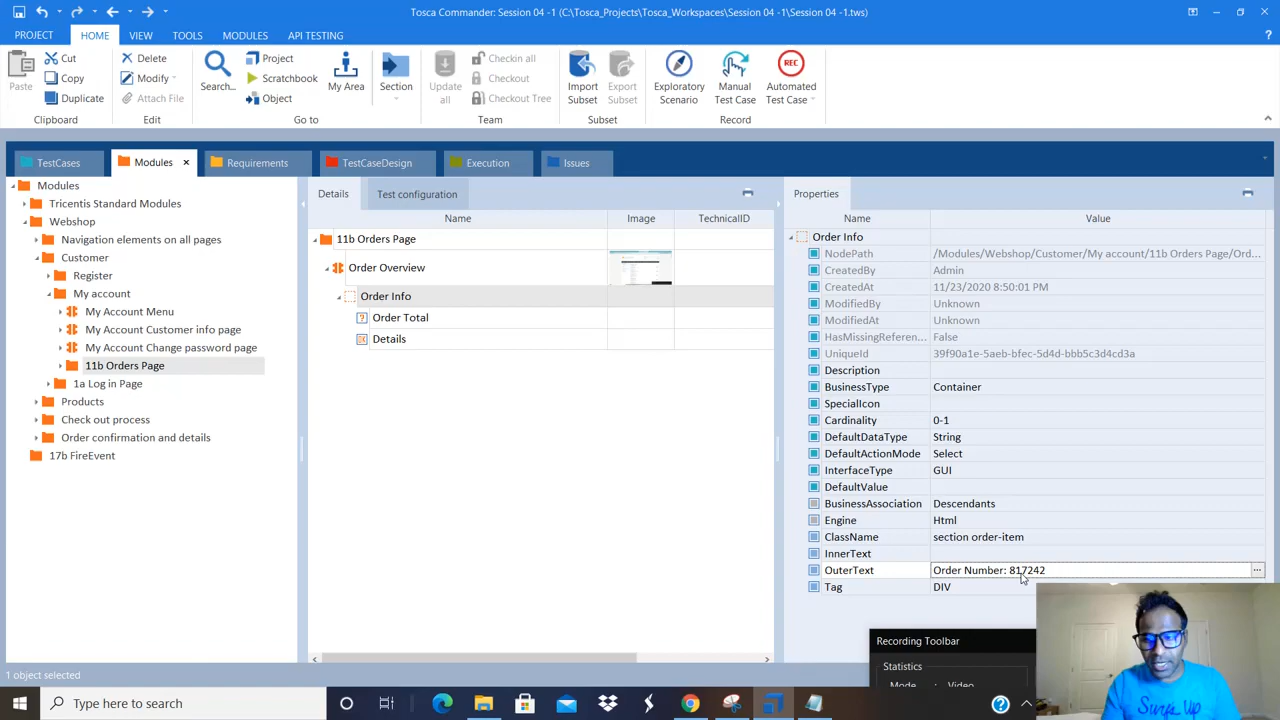 Tosca Commander: Session 04 -1 (C:\Tosca_Projects\Tosca_Workspaces\Session 04 -1\Session 04 -1.tws)
PROJECT HOME VIEW TOOLS MODULES API TESTING
Paste
Cut
Copy
Duplicate
Delete
Modify
Attach File
Search...
Project
Scratchbook
Object
My Area
Section
Update all
Checkin all
Checkout
Checkout Tree
Import Subset
Export Subset
Exploratory Scenario
Manual Test Case
REC
Automated Test Case
Clipboard Edit Go to Team Subset Record
TestCases Modules Requirements TestCaseDesign Execution Issues
Modules
Tricentis Standard Modules
Webshop
Navigation elements on all pages
Customer
Register
My account
My Account Menu
My Account Customer info page
My Account Change password page
11b Orders Page
1a Log in Page
Products
Check out process
Order confirmation and details
17b FireEvent
Details Test configuration
Name Image TechnicalID
11b Orders Page
Order Overview
Order Info
Order Total
Details
Properties
Name Value
Order Info
NodePath /Modules/Webshop/Customer/My account/11b Orders Page/Ord...
CreatedBy Admin
CreatedAt 11/23/2020 8:50:01 PM
ModifiedBy Unknown
ModifiedAt Unknown
HasMissingReferen... False
UniqueId 39f90a1e-5aeb-bfec-5d4d-bbb5c3d4cd3a
Description
BusinessType Container
SpecialIcon
Cardinality 0-1
DefaultDataType String
DefaultActionMode Select
InterfaceType GUI
DefaultValue
BusinessAssociation Descendants
Engine Html
ClassName section order-item
InnerText
OuterText Order Number: 817242 ...
Tag DIV
Recording Toolbar
Statistics
Mode : Video
1 object selected
Type here to search
Surf's Up